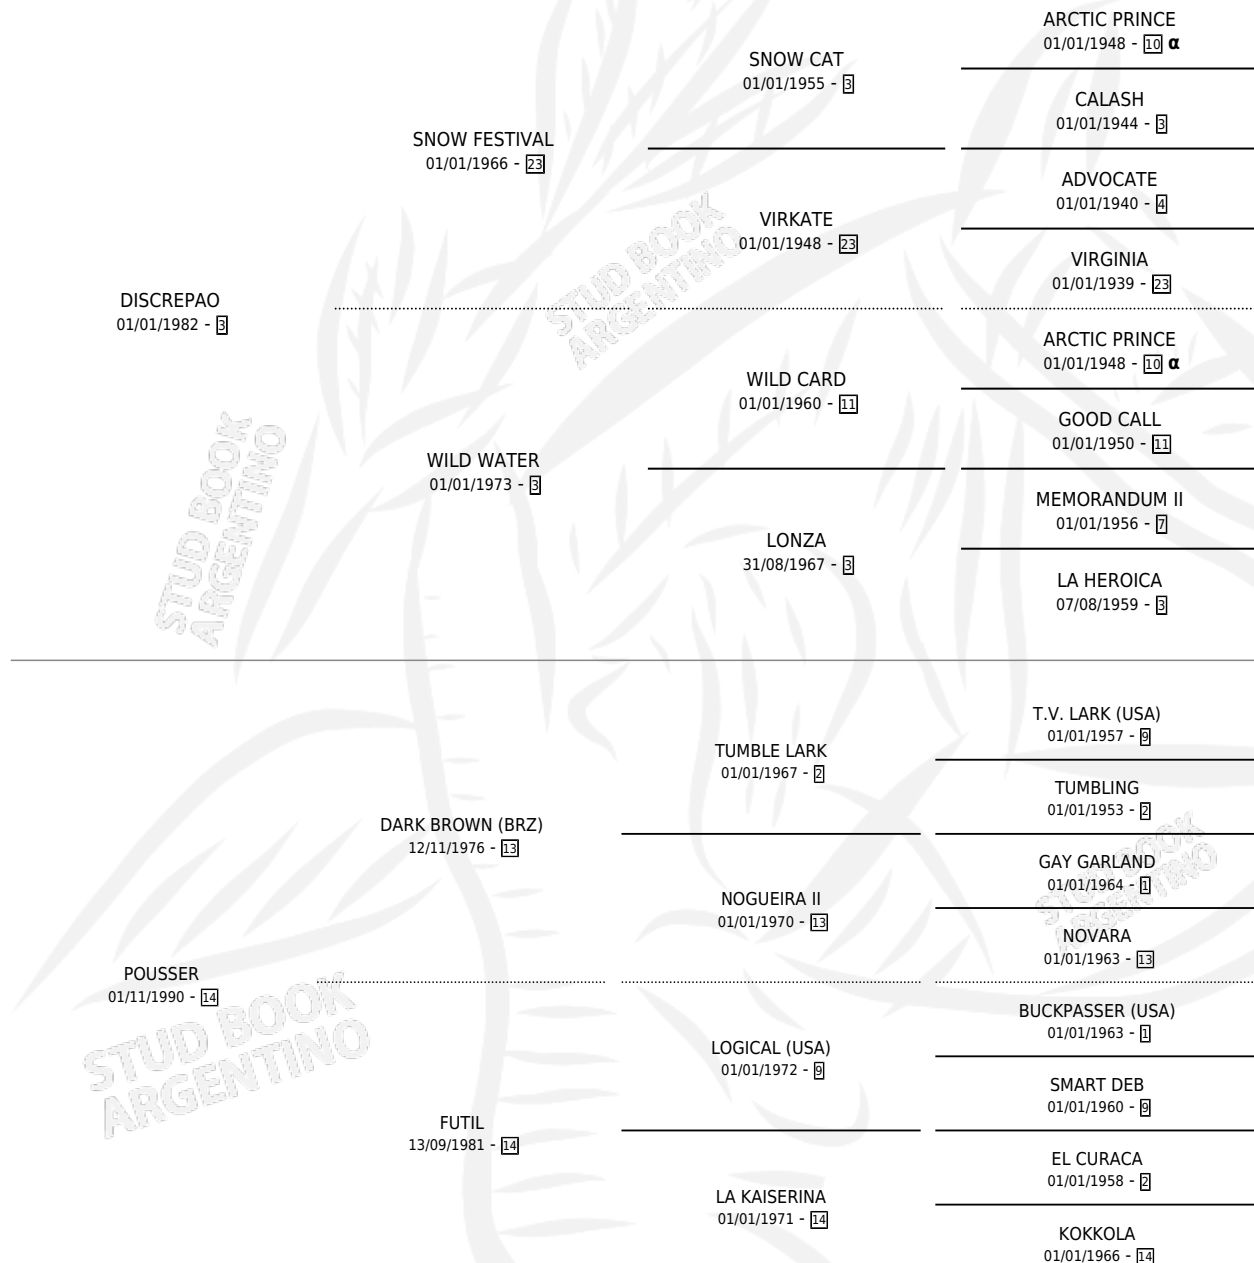 ARCTIC PRINCE
01/01/1948 - 10 α
SNOW CAT
01/01/1955 - 3
CALASH
01/01/1944 - 3
SNOW FESTIVAL
01/01/1966 - 23
ADVOCATE
01/01/1940 - 4
VIRKATE
01/01/1948 - 23
VIRGINIA
01/01/1939 - 23
STUD BOOK
ARGENTINO
DISCREPAO
01/01/1982 - 3
ARCTIC PRINCE
01/01/1948 - 10 α
WILD CARD
01/01/1960 - 11
GOOD CALL
01/01/1950 - 11
WILD WATER
01/01/1973 - 3
MEMORANDUM II
01/01/1956 - 7
LONZA
31/08/1967 - 3
LA HEROICA
07/08/1959 - 3
STUD BOOK
ARGENTINO
T.V. LARK (USA)
01/01/1957 - 9
TUMBLE LARK
01/01/1967 - 2
TUMBLING
01/01/1953 - 2
DARK BROWN (BRZ)
12/11/1976 - 13
GAY GARLAND
01/01/1964 - 1
NOGUEIRA II
01/01/1970 - 13
NOVARA
01/01/1963 - 13
STUD BOOK
ARGENTINO
POUSSER
01/11/1990 - 14
STUD BOOK
ARGENTINO
BUCKPASSER (USA)
01/01/1963 - 1
LOGICAL (USA)
01/01/1972 - 9
SMART DEB
01/01/1960 - 9
FUTIL
13/09/1981 - 14
EL CURACA
01/01/1958 - 2
LA KAISERINA
01/01/1971 - 14
KOKKOLA
01/01/1966 - 14